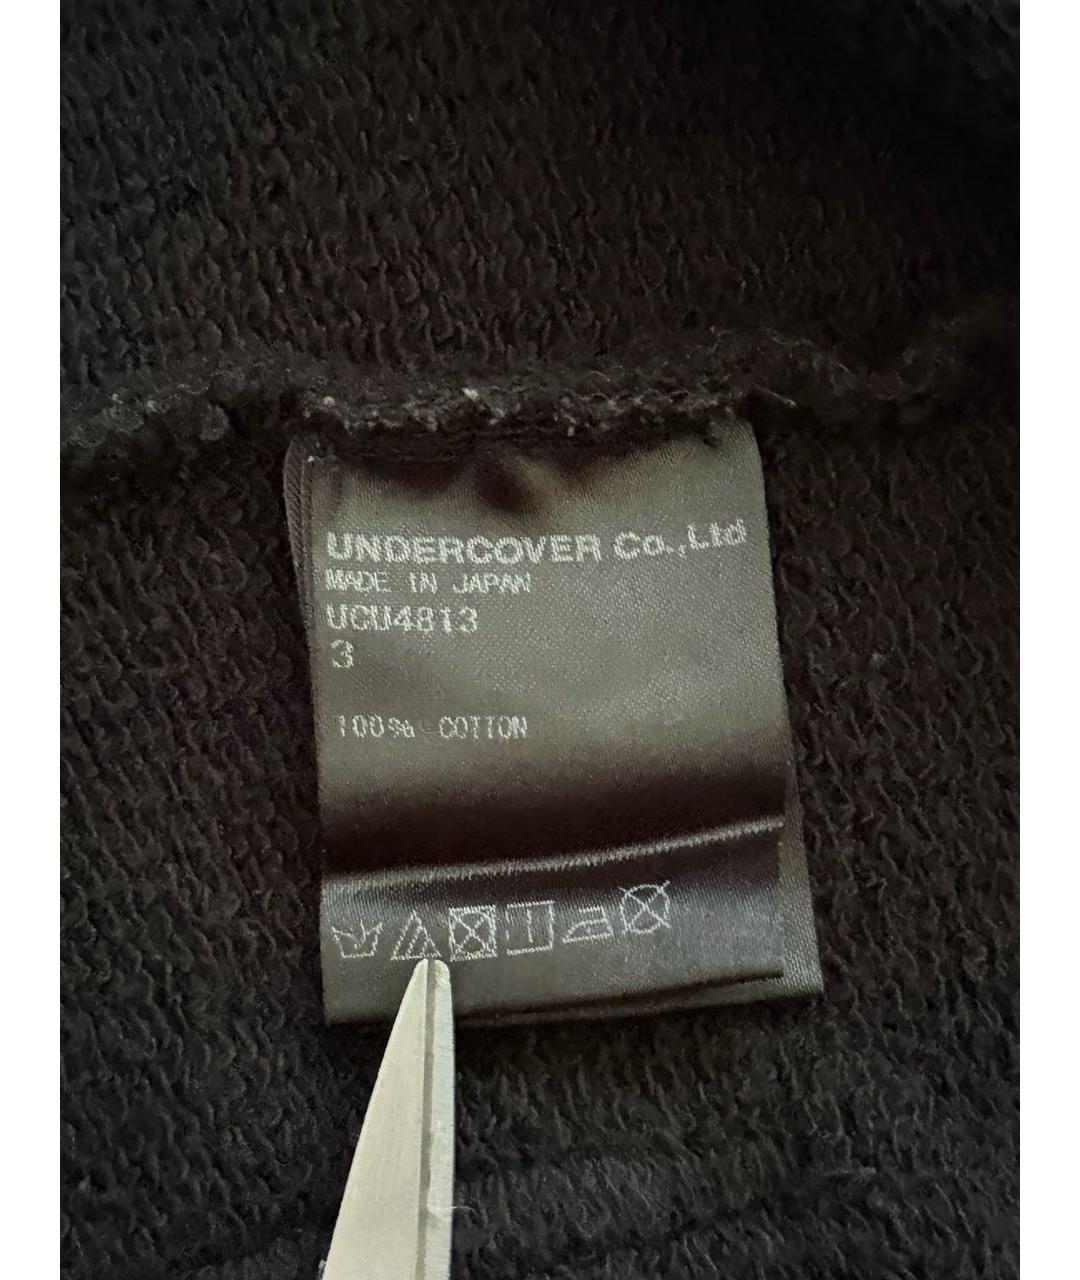 UNDERCOVER Co.,Ltd
MADE IN JAPAN
UCU4813
3
100% COTTON